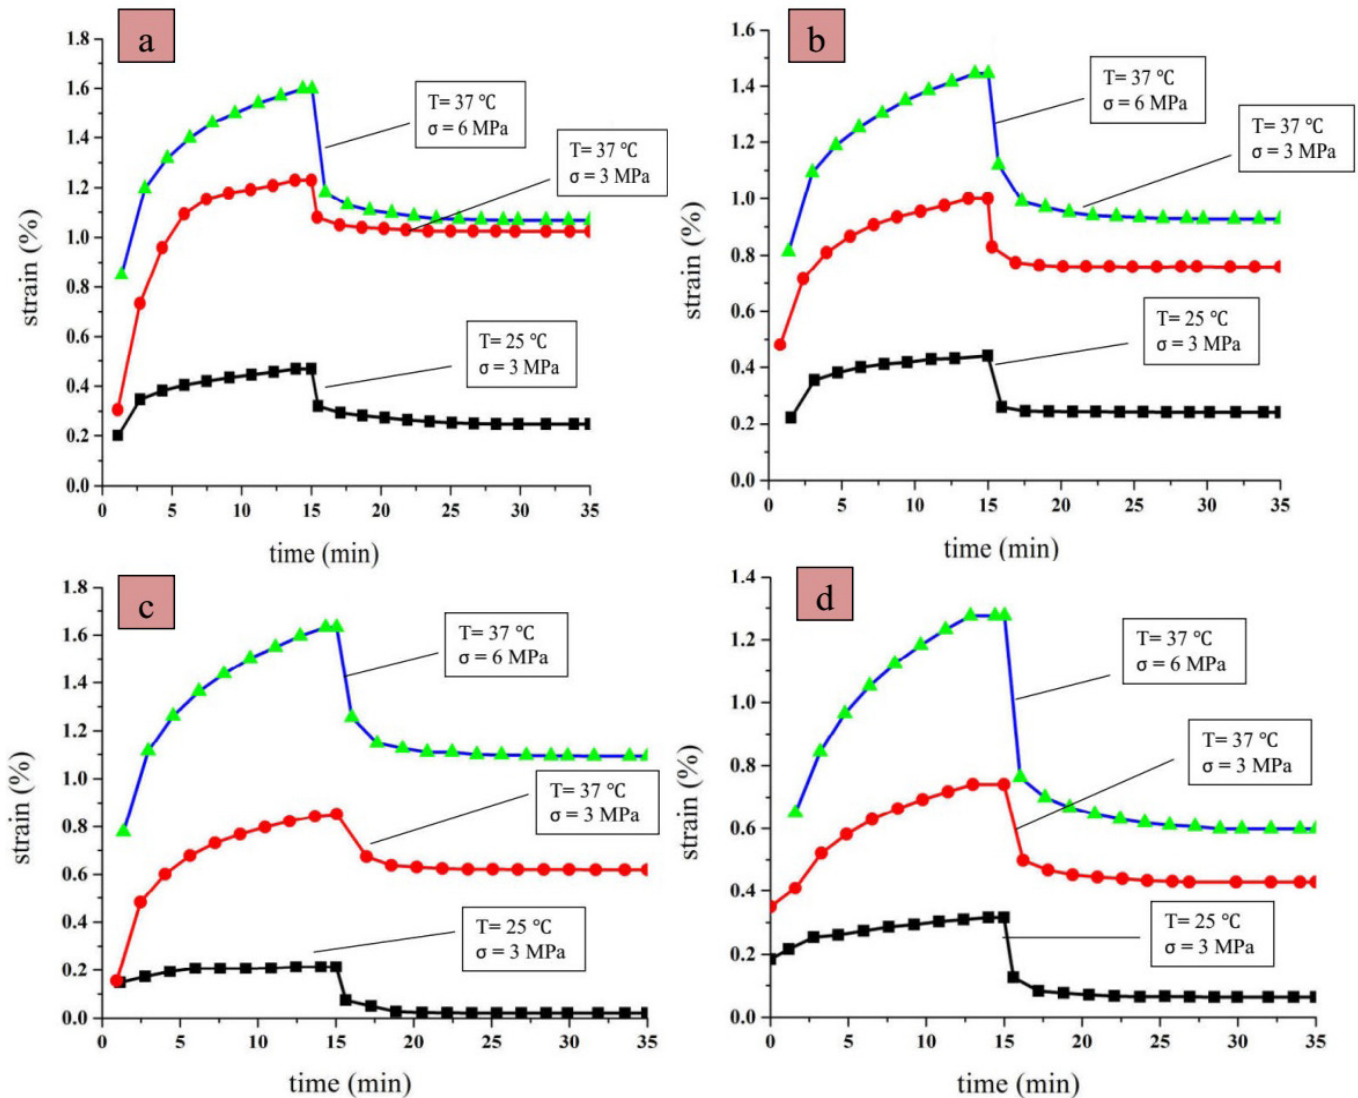 a
1.8
1.6
1.4
1.2
1.0
0.8
0.6
0.4
0.2
0.0
strain (%)
T= 37 ℃
σ = 6 MPa
T= 37 ℃
σ = 3 MPa
T= 25 ℃
σ = 3 MPa
0 5 10 15 20 25 30 35
time (min)
b
1.6
1.4
1.2
1.0
0.8
0.6
0.4
0.2
0.0
strain (%)
T= 37 ℃
σ = 6 MPa
T= 37 ℃
σ = 3 MPa
T= 25 ℃
σ = 3 MPa
0 5 10 15 20 25 30 35
time (min)
c
1.8
1.6
1.4
1.2
1.0
0.8
0.6
0.4
0.2
0.0
strain (%)
T= 37 ℃
σ = 6 MPa
T= 37 ℃
σ = 3 MPa
T= 25 ℃
σ = 3 MPa
0 5 10 15 20 25 30 35
time (min)
d
1.4
1.2
1.0
0.8
0.6
0.4
0.2
0.0
strain (%)
T= 37 ℃
σ = 6 MPa
T= 37 ℃
σ = 3 MPa
T= 25 ℃
σ = 3 MPa
0 5 10 15 20 25 30 35
time (min)